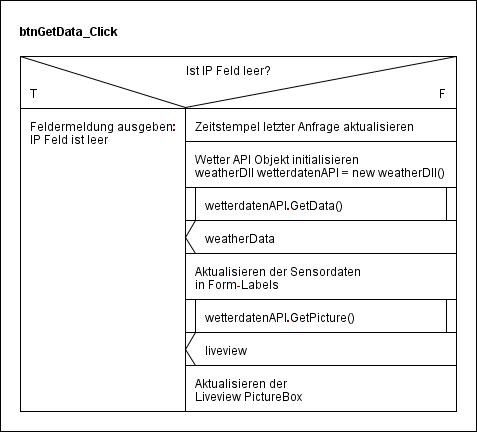 btnGetData_Click
Ist IP Feld leer?
T
F
Feldermeldung ausgeben:
IP Feld ist leer
Zeitstempel letzter Anfrage aktualisieren
Wetter API Objekt initialisieren
weatherDll wetterdatenAPI = new weatherDll()
wetterdatenAPI.GetData()
weatherData
Aktualisieren der Sensordaten
in Form-Labels
wetterdatenAPI.GetPicture()
liveview
Aktualisieren der
Liveview PictureBox